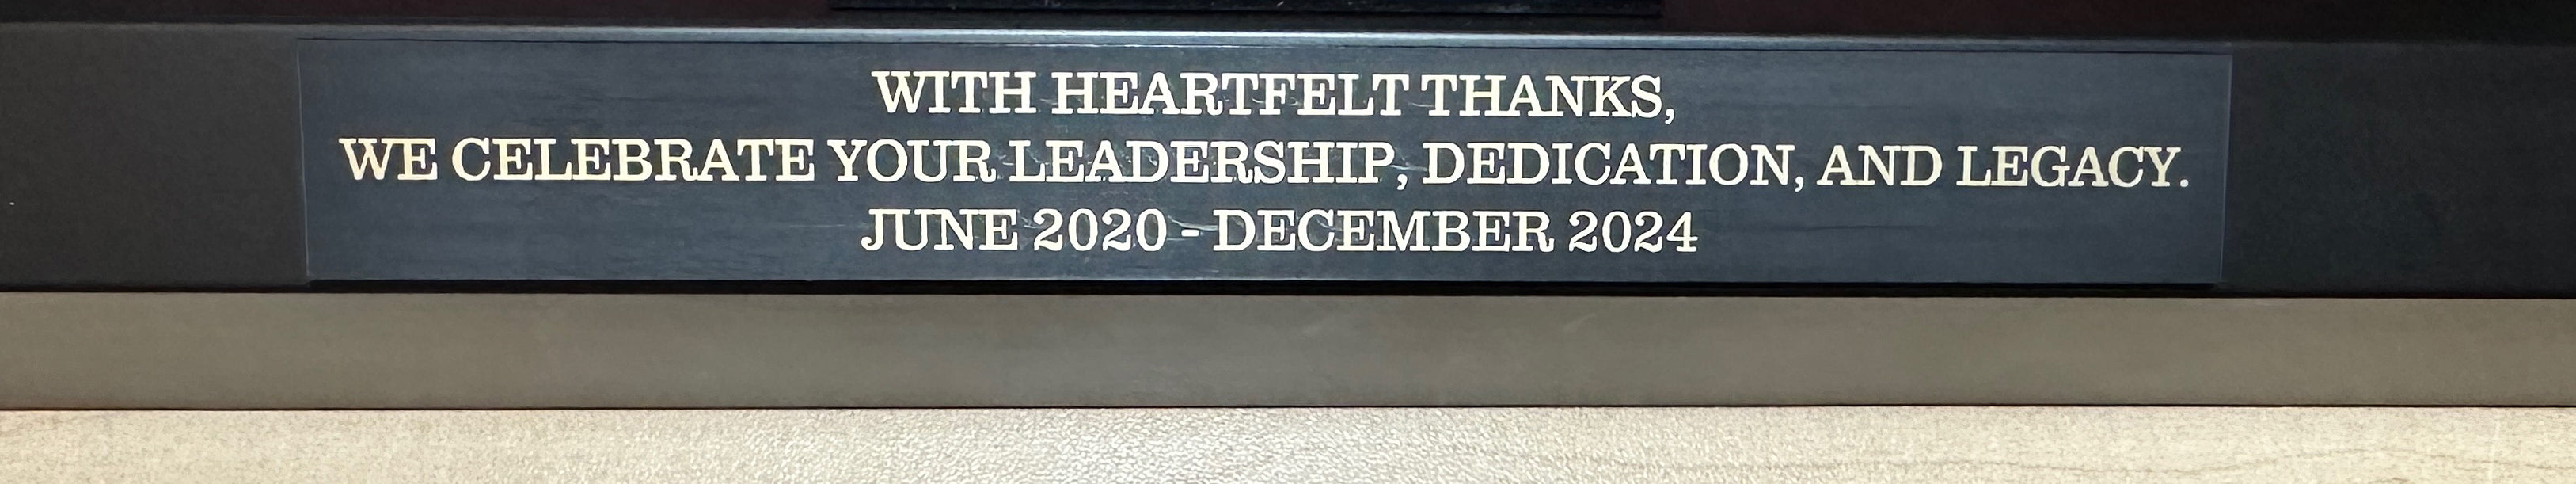 WITH HEARTFELT THANKS,
WE CELEBRATE YOUR LEADERSHIP, DEDICATION, AND LEGACY.
JUNE 2020 - DECEMBER 2024